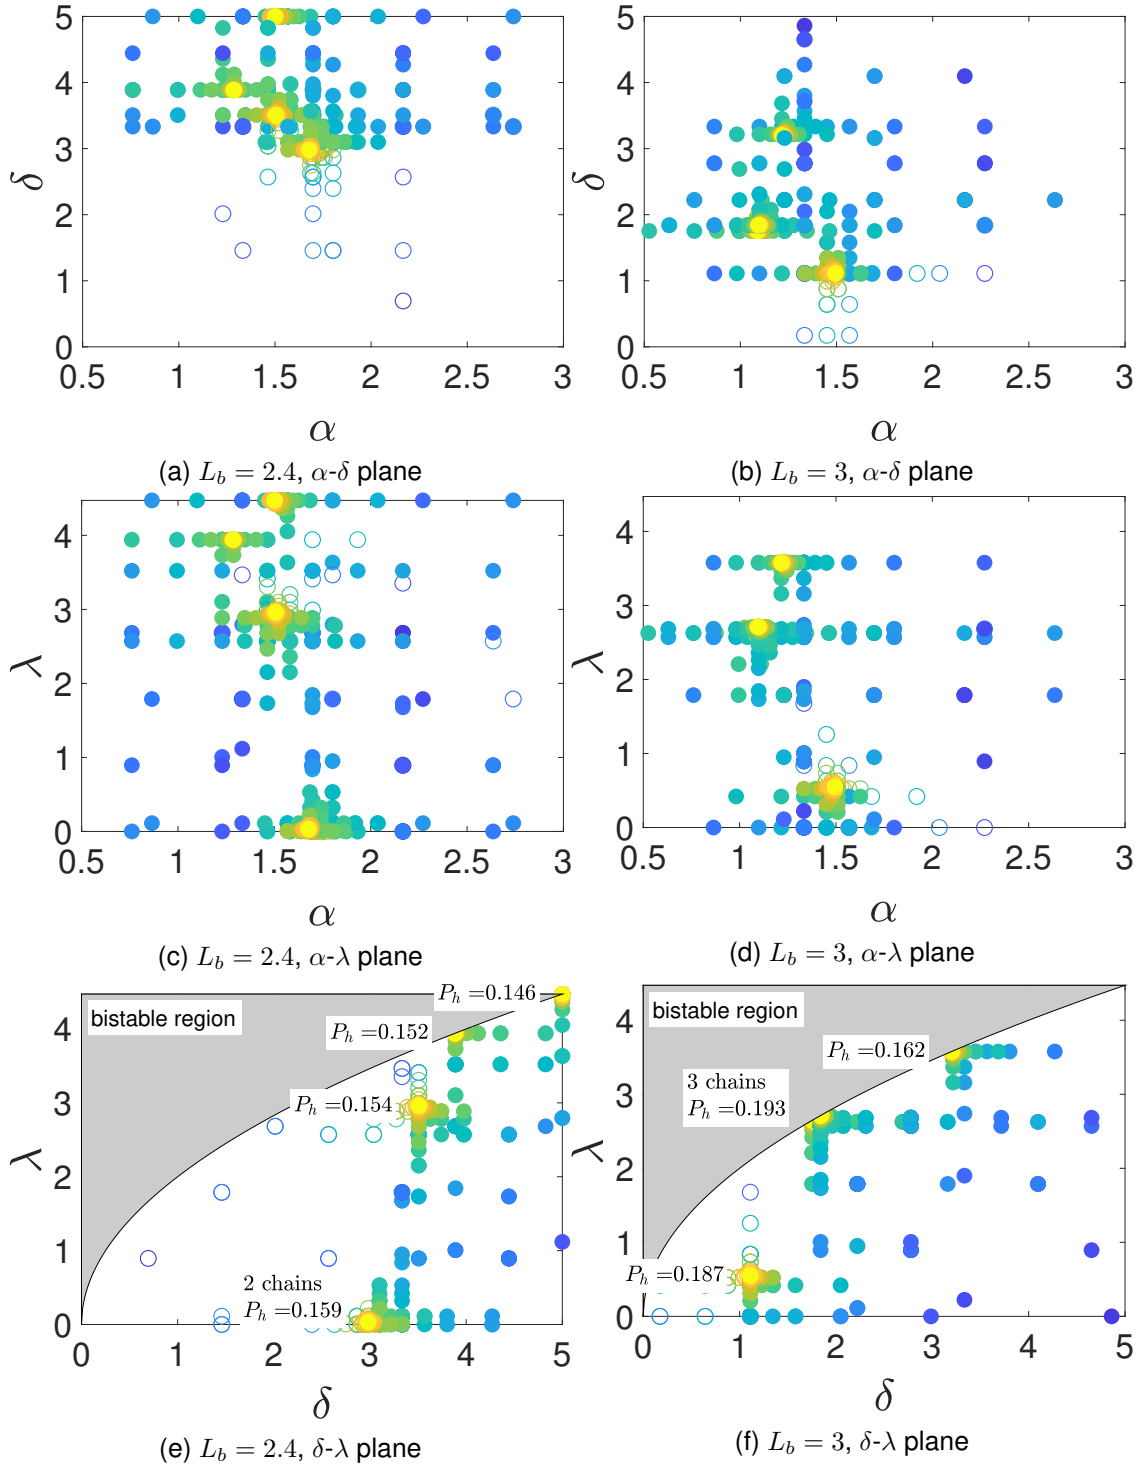 5
4
3
2
1
0
δ
0.5
1
1.5
2
2.5
3
α
(a) L_b = 2.4, α-δ plane
5
4
3
2
1
0
δ
0.5
1
1.5
2
2.5
3
α
(b) L_b = 3, α-δ plane
4
3
2
1
0
λ
0.5
1
1.5
2
2.5
3
α
(c) L_b = 2.4, α-λ plane
4
3
2
1
0
λ
0.5
1
1.5
2
2.5
3
α
(d) L_b = 3, α-λ plane
4
3
2
1
0
λ
bistable region
P_h =0.146
P_h =0.152
P_h =0.154
2 chains
P_h =0.159
0
1
2
3
4
5
δ
(e) L_b = 2.4, δ-λ plane
4
3
2
1
0
λ
bistable region
P_h =0.162
3 chains
P_h =0.193
P_h =0.187
0
1
2
3
4
5
δ
(f) L_b = 3, δ-λ plane